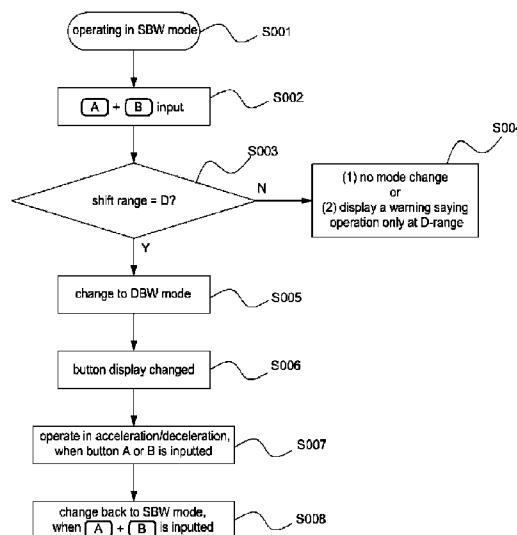 operating in SBW mode
S001
A + B input
S002
S003
shift range = D?
N
Y
S004
(1) no mode change
or
(2) display a warning saying
operation only at D-range
change to DBW mode
S005
button display changed
S006
operate in acceleration/deceleration,
when button A or B is inputted
S007
change back to SBW mode,
when A + B is inputted
S008